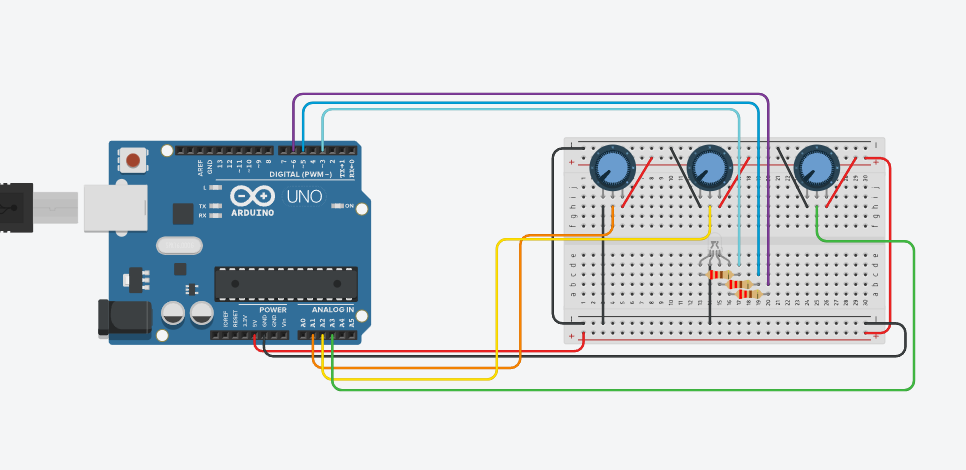 AREF
GND
13
12
~11
~10
~9
8
7
~6
~5
4
~3
2
TX→1
RX←0
DIGITAL (PWM~)
L
TX
RX
ARDUINO
UNO
ON
POWER
ANALOG IN
IOREF
RESET
3.3V
5V
GND
GND
Vin
A0
A1
A2
A3
A4
A5
j
i
h
g
f
e
d
c
b
a